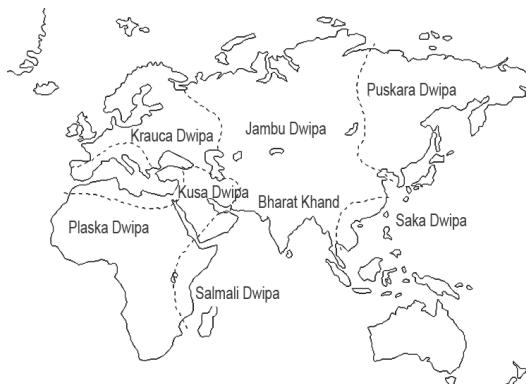 Puskara Dwipa
Krauca Dwipa
Jambu Dwipa
Kusa Dwipa
Bharat Khand
Plaska Dwipa
Saka Dwipa
Salmali Dwipa